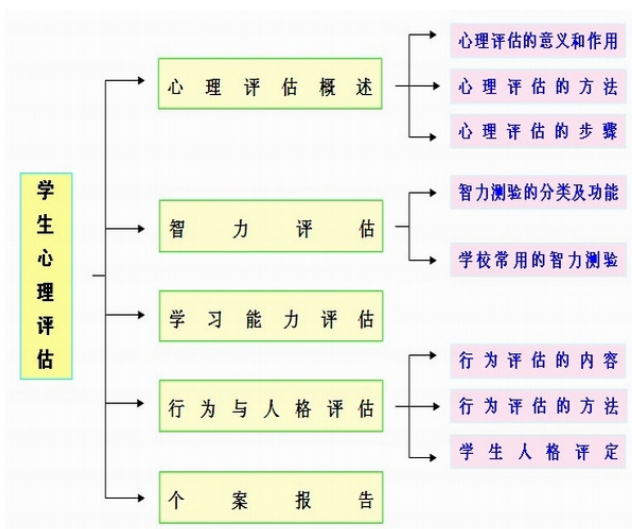 学生心理评估
心理评估概述
心理评估的意义和作用
心理评估的方法
心理评估的步骤
智力评估
智力测验的分类及功能
学校常用的智力测验
学习能力评估
行为与人格评估
行为评估的内容
行为评估的方法
学生人格评定
个案报告